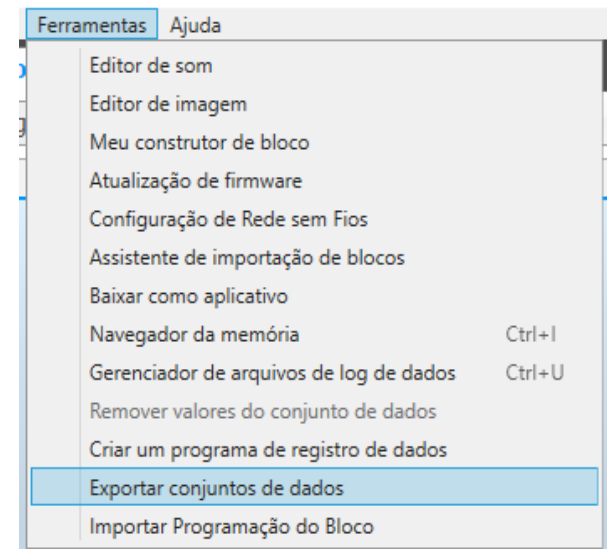 Ferramentas Ajuda
Editor de som
Editor de imagem
Meu construtor de bloco
Atualização de firmware
Configuração de Rede sem Fios
Assistente de importação de blocos
Baixar como aplicativo
Navegador da memória Ctrl+I
Gerenciador de arquivos de log de dados Ctrl+U
Remover valores do conjunto de dados
Criar um programa de registro de dados
Exportar conjuntos de dados
Importar Programação do Bloco